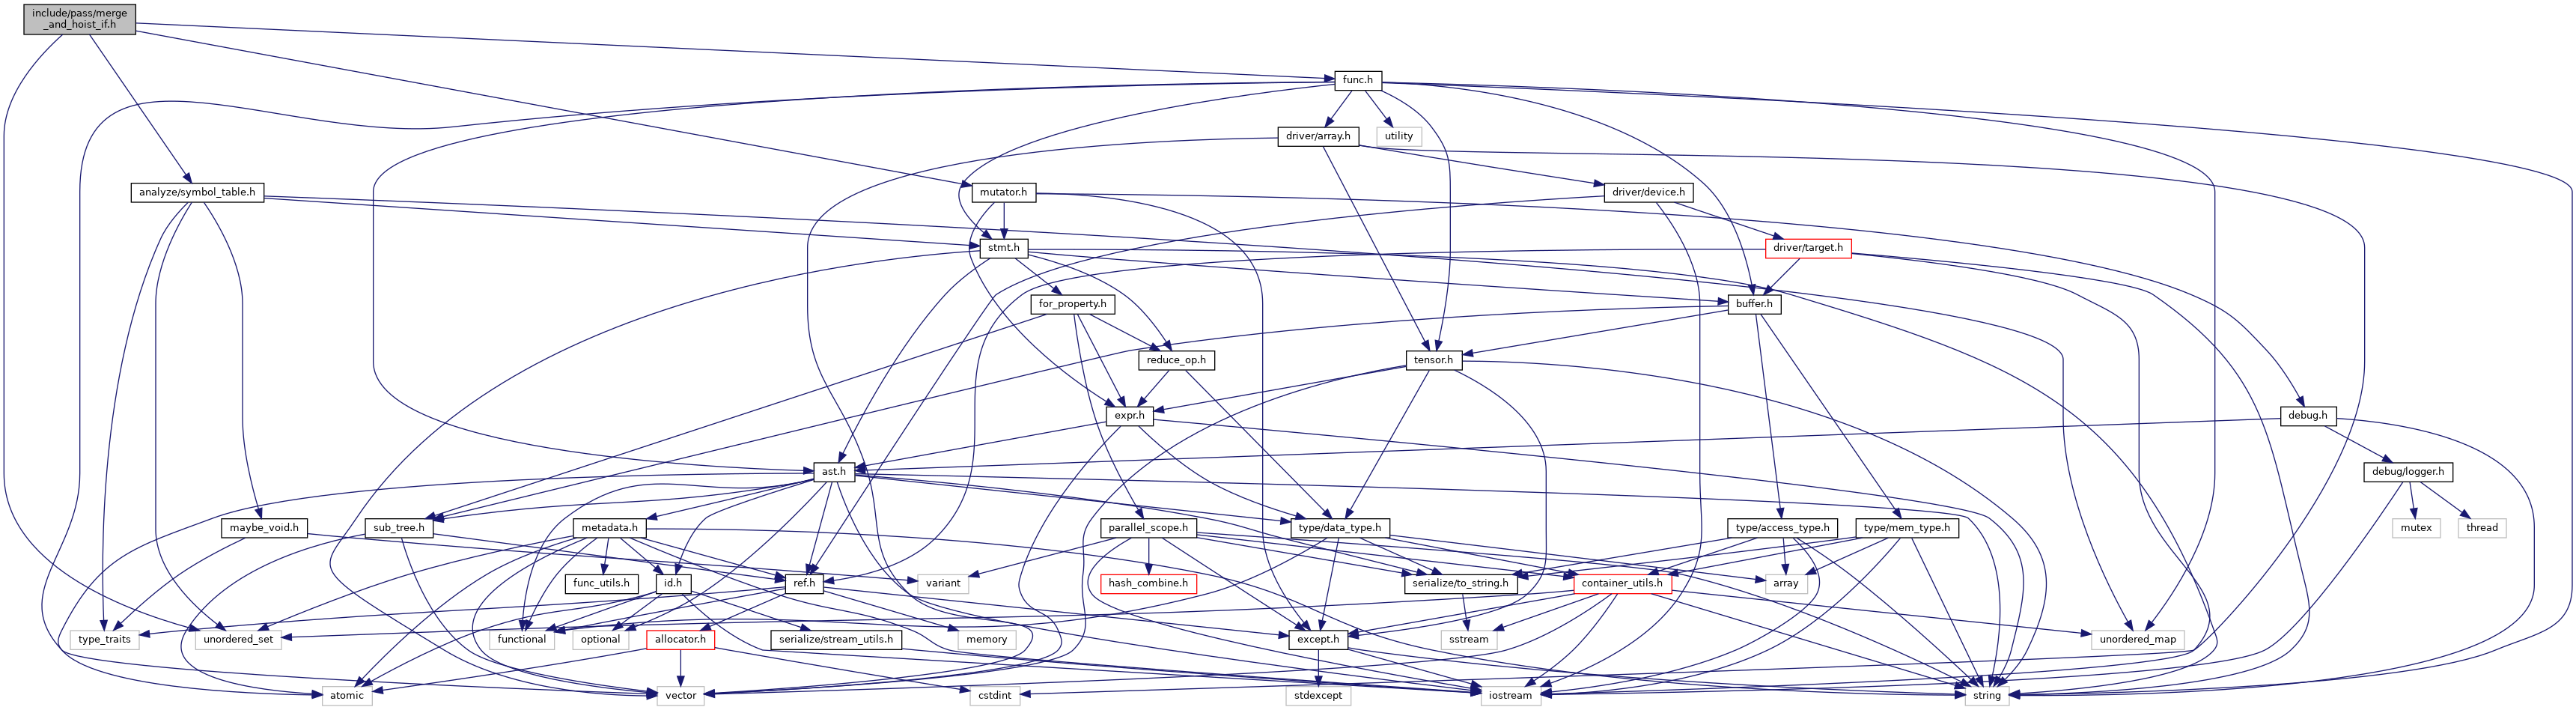 include/pass/merge
_and_hoist_if.h
func.h
driver/array.h
utility
analyze/symbol_table.h
mutator.h
driver/device.h
stmt.h
driver/target.h
for_property.h
buffer.h
reduce_op.h
tensor.h
expr.h
debug.h
ast.h
debug/logger.h
maybe_void.h
sub_tree.h
metadata.h
parallel_scope.h
type/data_type.h
type/access_type.h
type/mem_type.h
mutex
thread
func_utils.h
id.h
ref.h
variant
hash_combine.h
serialize/to_string.h
container_utils.h
array
type_traits
unordered_set
functional
optional
allocator.h
serialize/stream_utils.h
memory
except.h
sstream
unordered_map
atomic
vector
cstdint
stdexcept
iostream
string